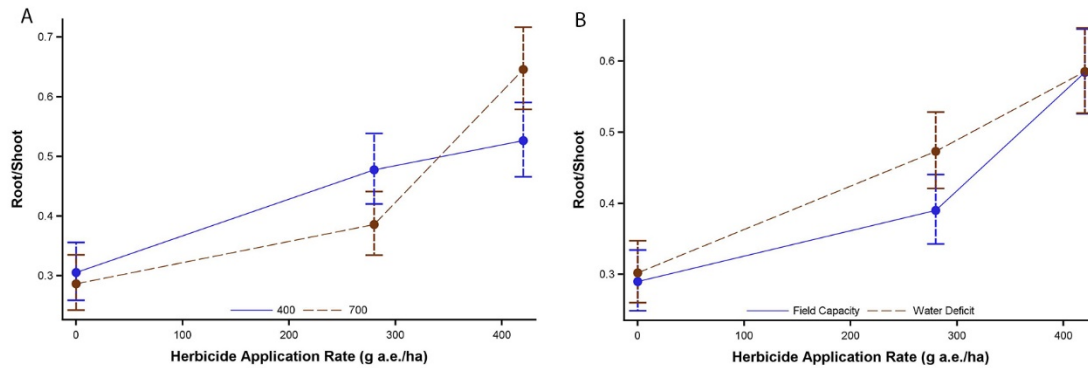 A
0.7
0.6
0.5
0.4
0.3
Root/Shoot
400 700
0 100 200 300 400
Herbicide Application Rate (g a.e./ha)
B
0.6
0.5
0.4
0.3
Root/Shoot
Field Capacity Water Deficit
0 100 200 300 400
Herbicide Application Rate (g a.e./ha)